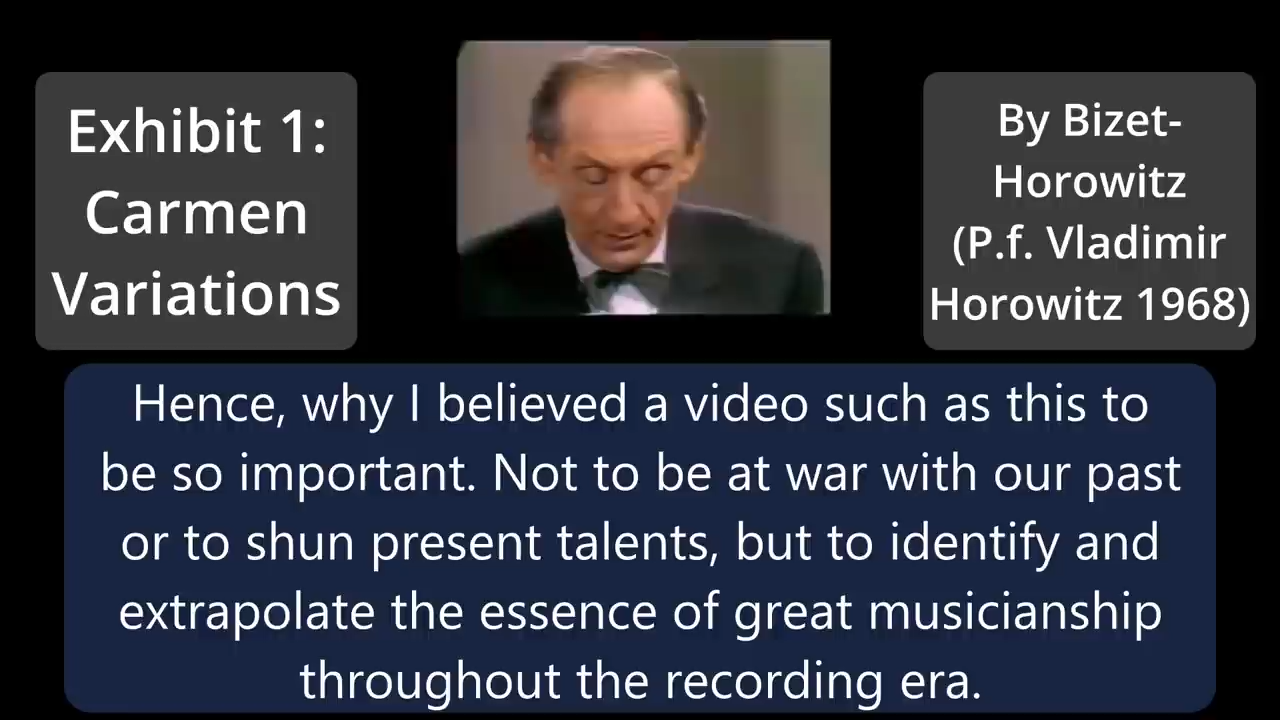 Exhibit 1:
Carmen
Variations
By Bizet-
Horowitz
(P.f. Vladimir
Horowitz 1968)
Hence, why I believed a video such as this to
be so important. Not to be at war with our past
or to shun present talents, but to identify and
extrapolate the essence of great musicianship
throughout the recording era.